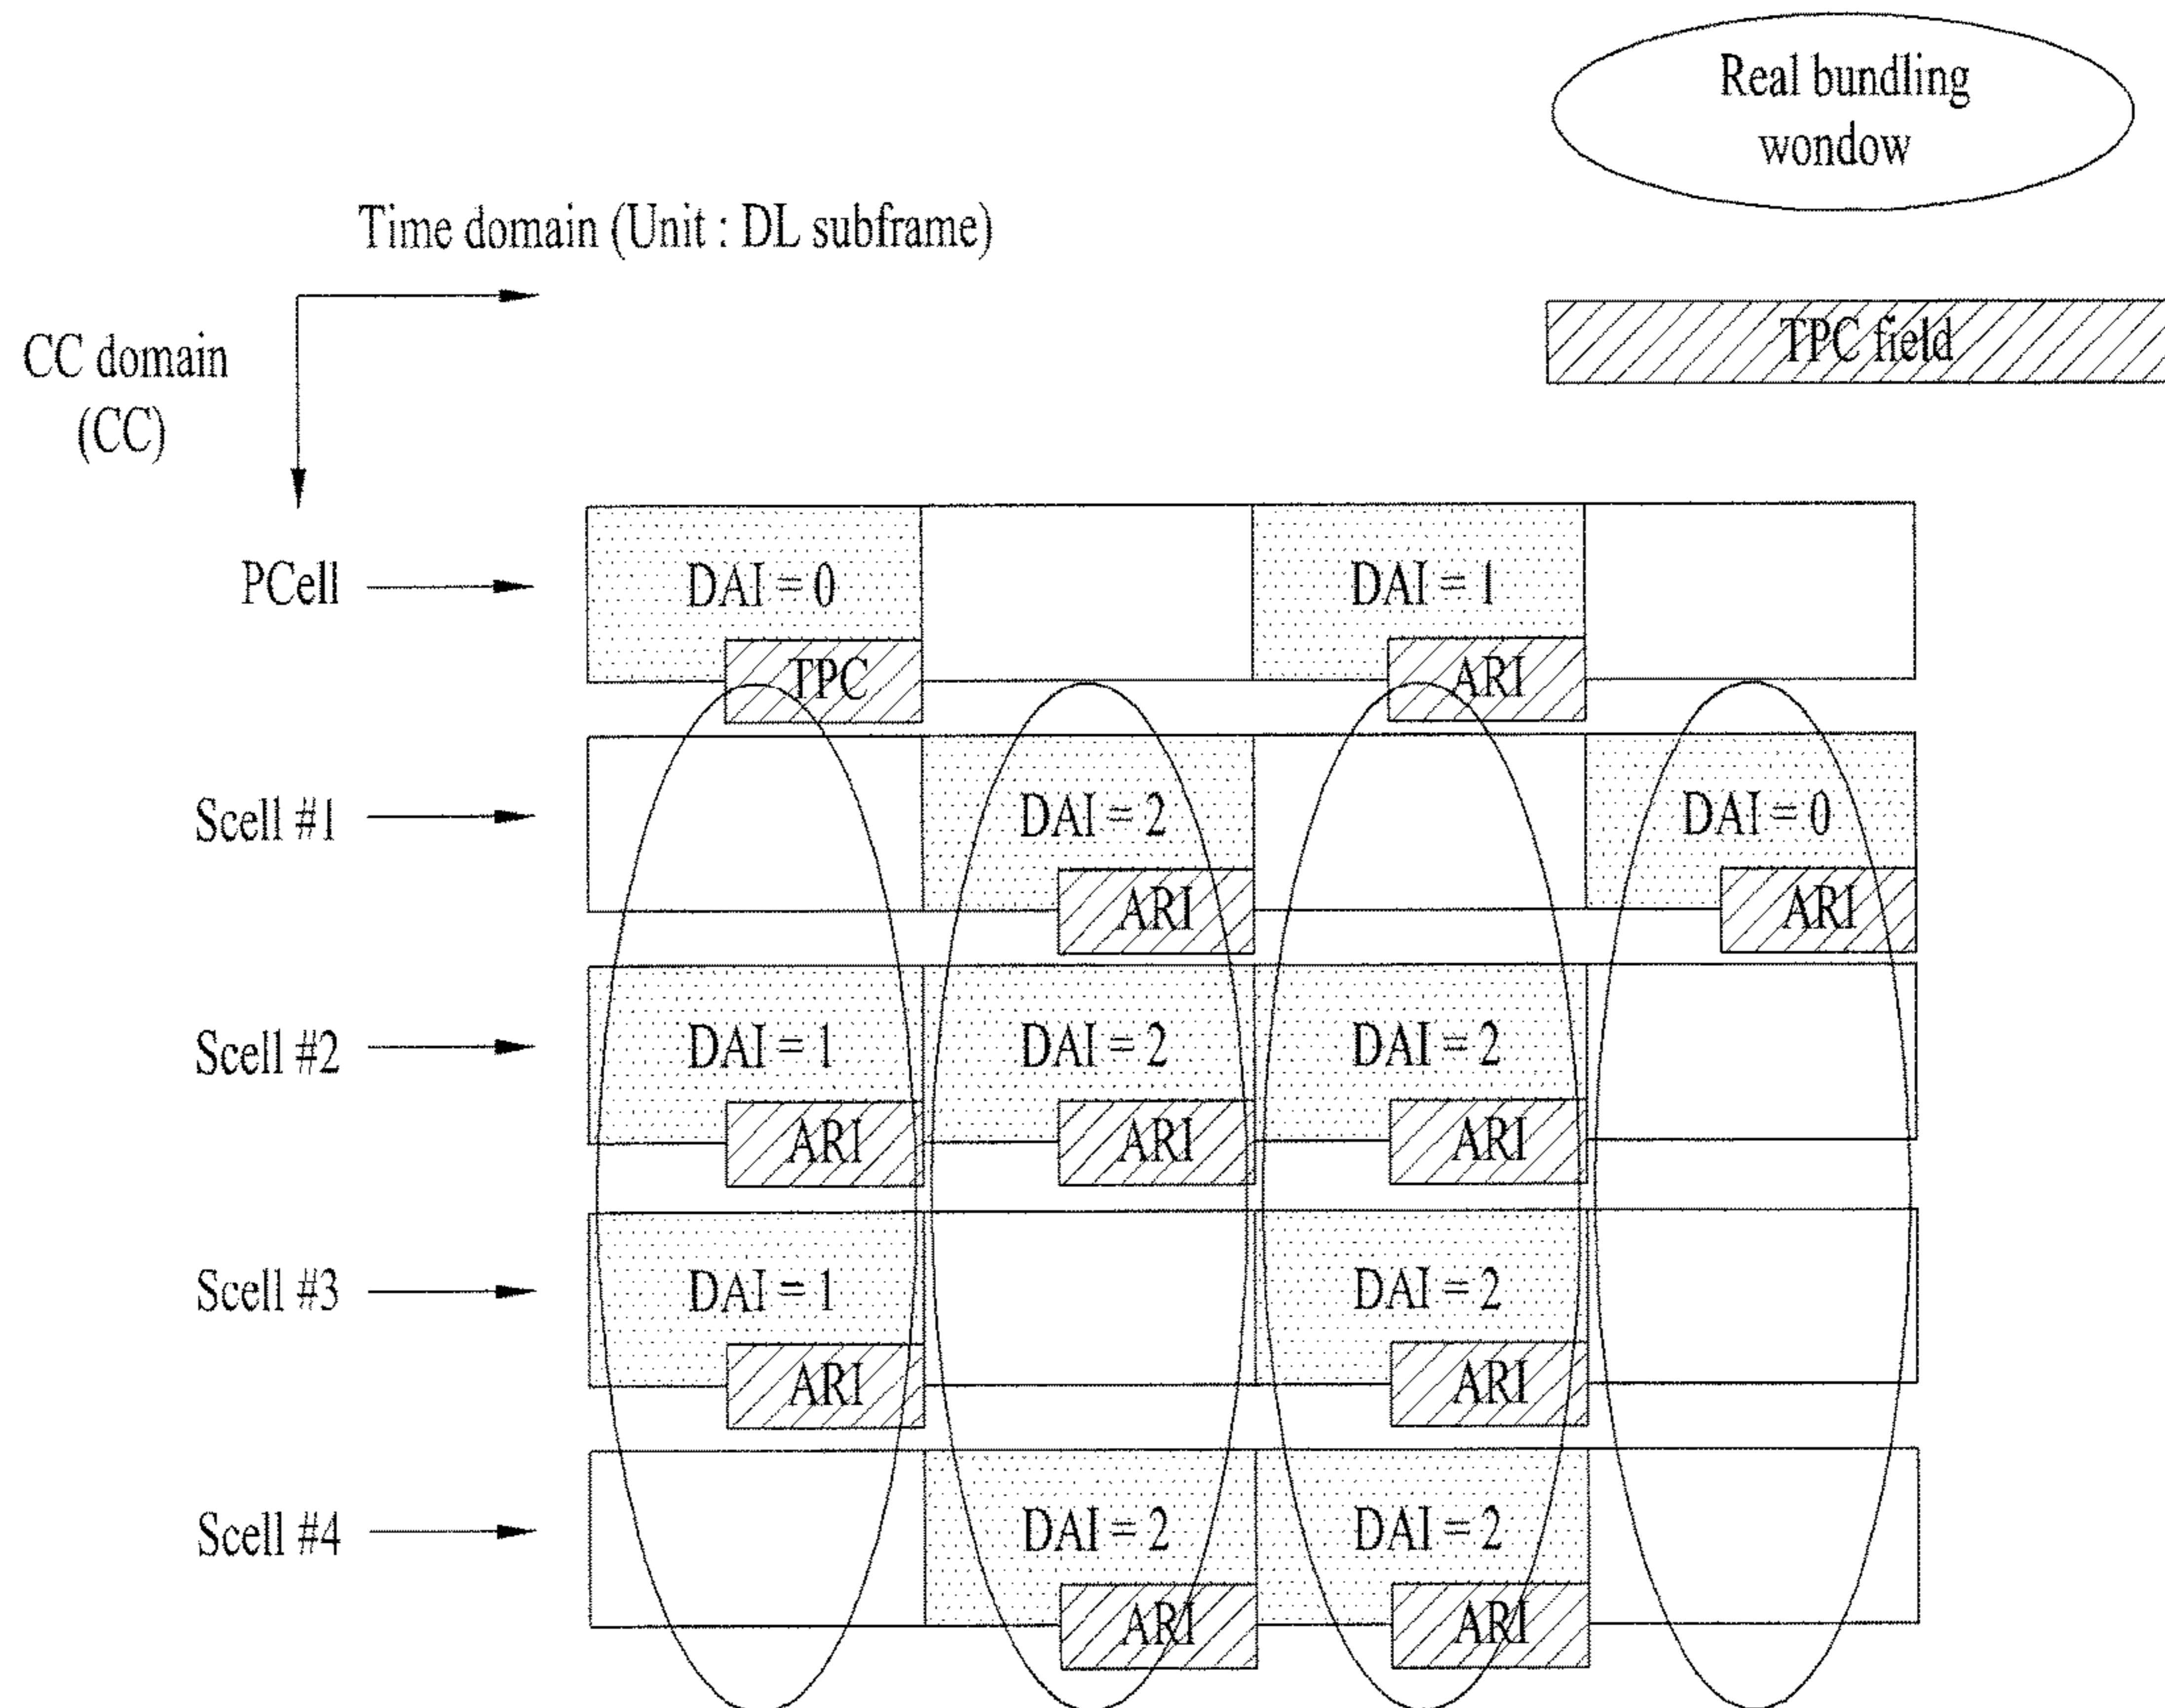 Real bundling
wondow
Time domain (Unit : DL subframe)
TPC field
CC domain
(CC)
PCell
DAI = 0
DAI = 1
TPC
ARI
Scell #1
DAI = 2
DAI = 0
ARI
ARI
Scell #2
DAI = 1
DAI = 2
DAI = 2
ARI
ARI
ARI
Scell #3
DAI = 1
DAI = 2
ARI
ARI
Scell #4
DAI = 2
DAI = 2
ARI
ARI